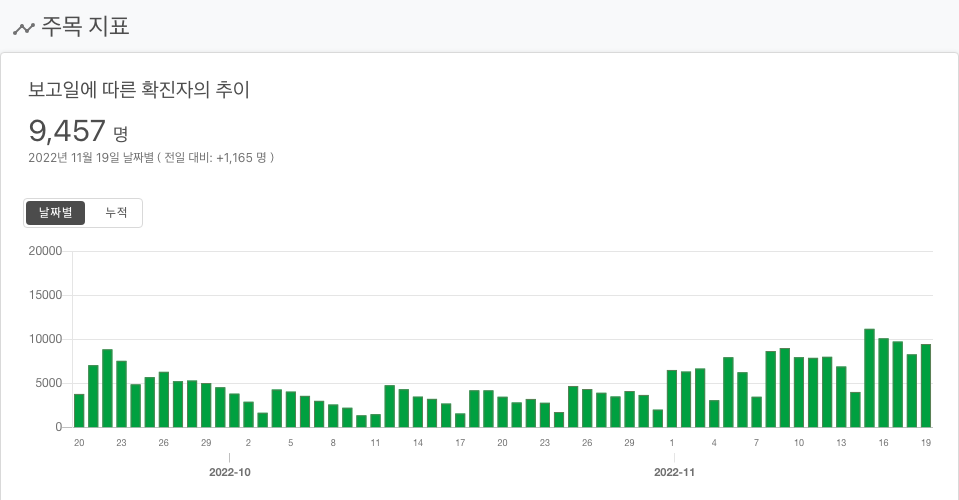 주목 지표
보고일에 따른 확진자의 추이
9,457 명
2022년 11월 19일 날짜별 ( 전일 대비: +1,165 명 )
날짜별 누적
20000
15000
10000
5000
0
20 23 26 29 2 5 8 11 14 17 20 23 26 29 1 4 7 10 13 16 19
2022-10 2022-11